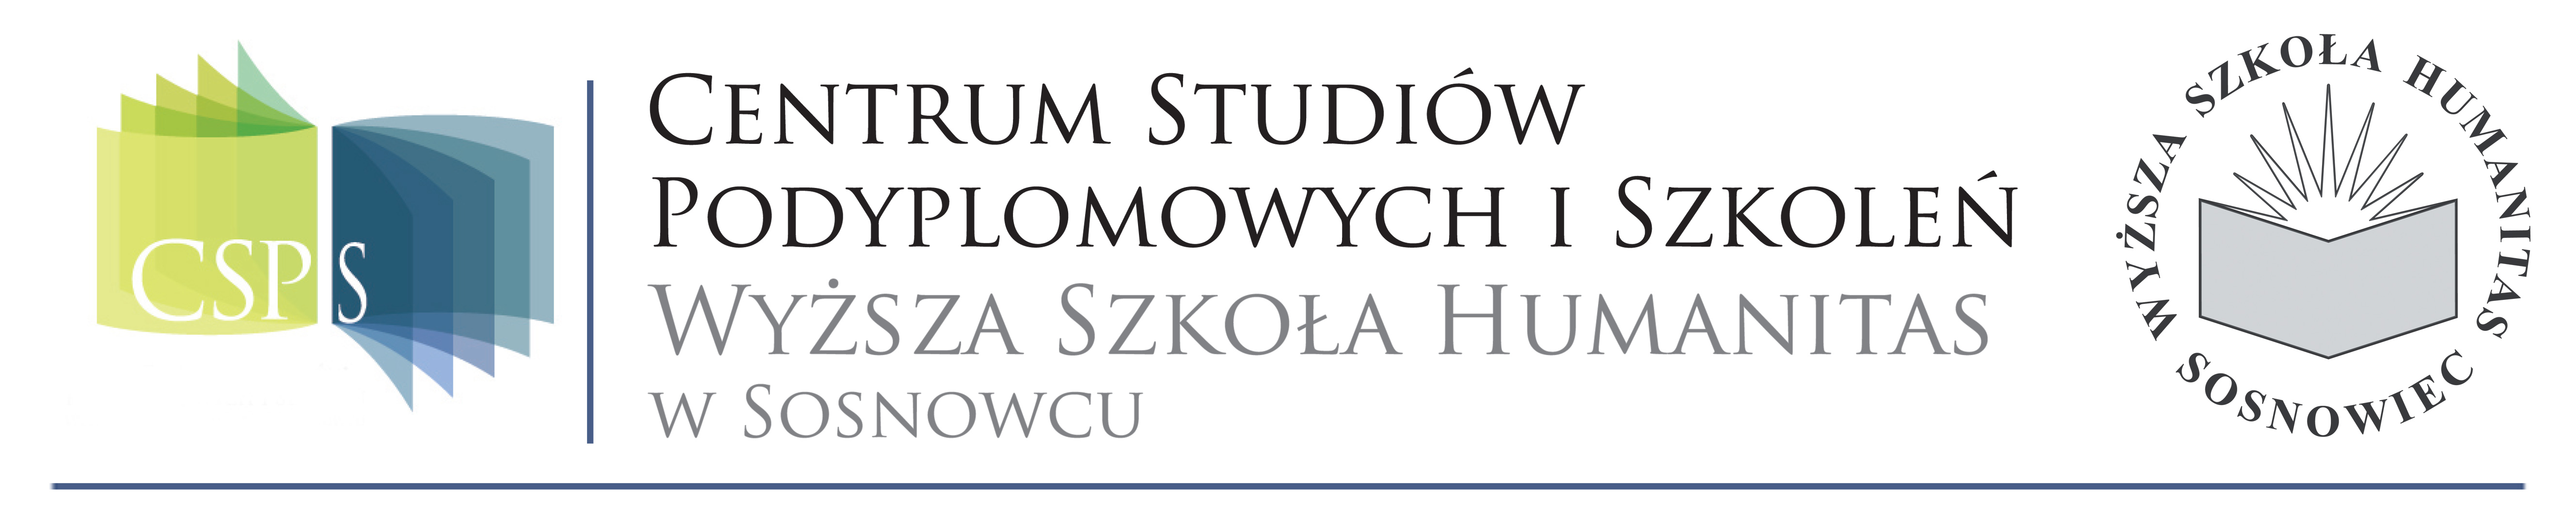 CSPS
CENTRUM STUDIÓW
PODYPLOMOWYCH I SZKOLEŃ
WYŻSZA SZKOŁA HUMANITAS
W SOSNOWCU
WYŻSZA SZKOŁA HUMANITAS
SOSNOWIEC